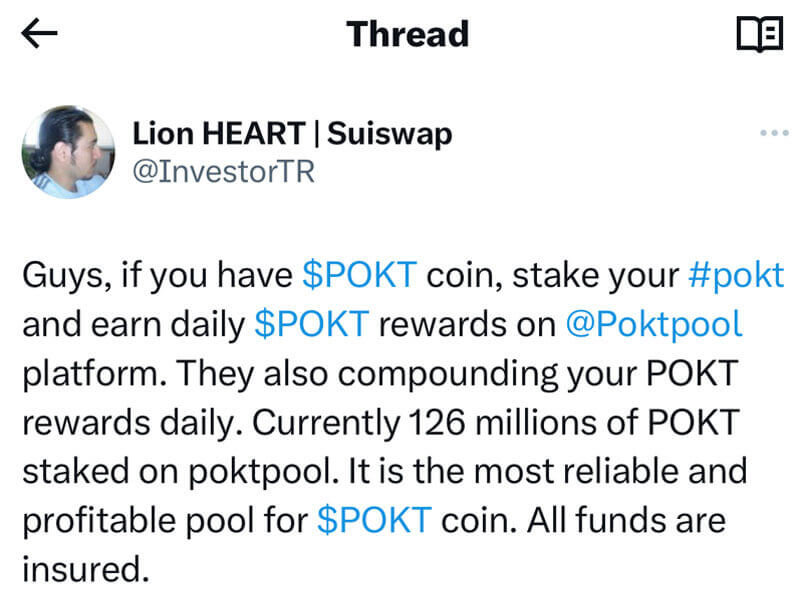 Thread
Lion HEART | Suiswap
@InvestorTR
Guys, if you have $POKT coin, stake your #pokt
and earn daily $POKT rewards on @Poktpool
platform. They also compounding your POKT
rewards daily. Currently 126 millions of POKT
staked on poktpool. It is the most reliable and
profitable pool for $POKT coin. All funds are
insured.